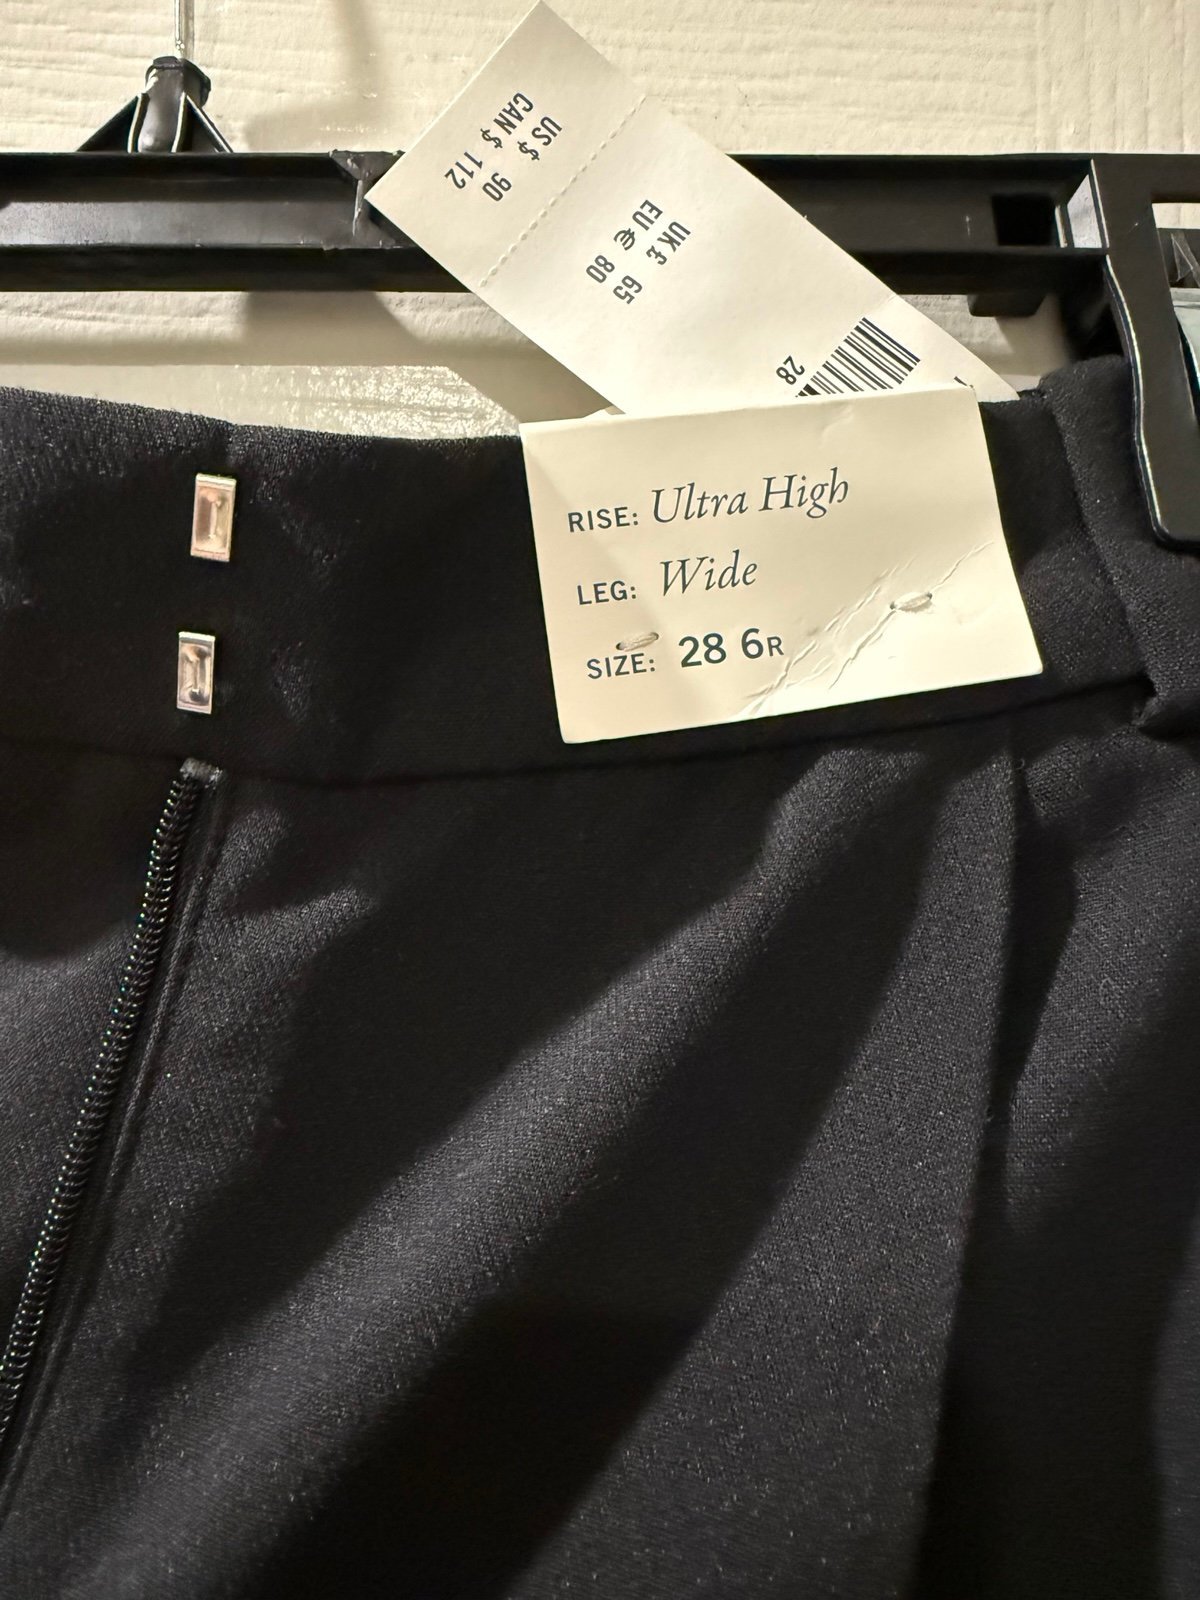 US $ 90
CAN $ 112
UK £ 65
EU € 80
28
RISE: Ultra High
LEG: Wide
SIZE: 28 6R